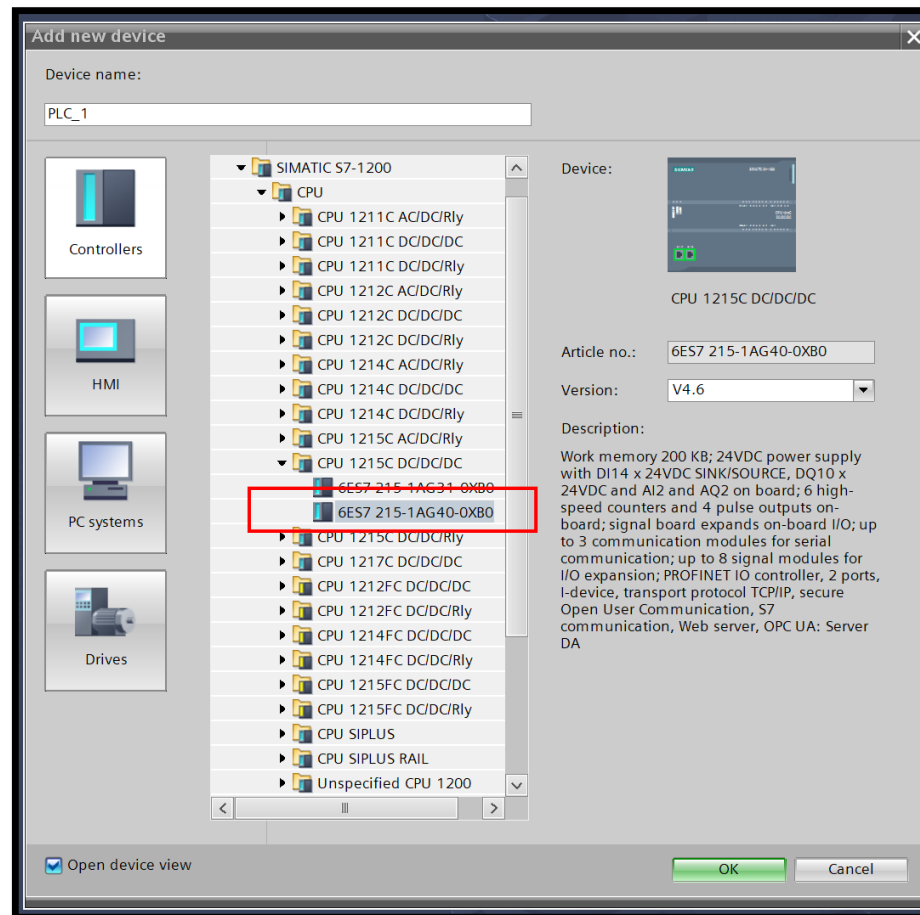 Add new device
Device name:
PLC_1
Controllers
HMI
PC systems
Drives
SIMATIC S7-1200
CPU
CPU 1211C AC/DC/Rly
CPU 1211C DC/DC/DC
CPU 1211C DC/DC/Rly
CPU 1212C AC/DC/Rly
CPU 1212C DC/DC/DC
CPU 1212C DC/DC/Rly
CPU 1214C AC/DC/Rly
CPU 1214C DC/DC/DC
CPU 1214C DC/DC/Rly
CPU 1215C AC/DC/Rly
CPU 1215C DC/DC/DC
6ES7 215-1AG31-0XB0
6ES7 215-1AG40-0XB0
CPU 1215C DC/DC/Rly
CPU 1217C DC/DC/DC
CPU 1212FC DC/DC/DC
CPU 1212FC DC/DC/Rly
CPU 1214FC DC/DC/DC
CPU 1214FC DC/DC/Rly
CPU 1215FC DC/DC/DC
CPU 1215FC DC/DC/Rly
CPU SIPLUS
CPU SIPLUS RAIL
Unspecified CPU 1200
Device:
SIEMENS
CPU 1215C DC/DC/DC
Article no.:
6ES7 215-1AG40-0XB0
Version:
V4.6
Description:
Work memory 200 KB; 24VDC power supply
with DI14 x 24VDC SINK/SOURCE, DQ10 x
24VDC and AI2 and AQ2 on board; 6 high-
speed counters and 4 pulse outputs on-
board; signal board expands on-board I/O; up
to 3 communication modules for serial
communication; up to 8 signal modules for
I/O expansion; PROFINET IO controller, 2 ports,
I-device, transport protocol TCP/IP, secure
Open User Communication, S7
communication, Web server, OPC UA: Server
DA
Open device view
OK
Cancel